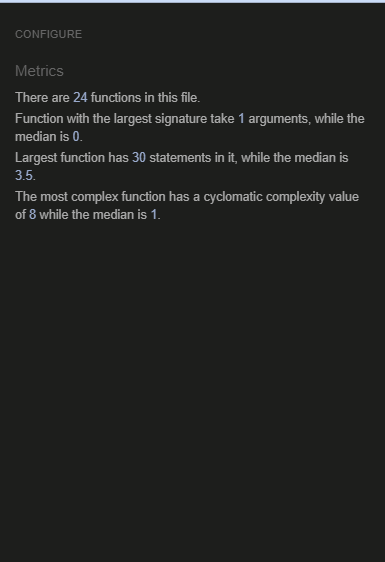 CONFIGURE
Metrics
There are 24 functions in this file.
Function with the largest signature take 1 arguments, while the
median is 0.
Largest function has 30 statements in it, while the median is
3.5.
The most complex function has a cyclomatic complexity value
of 8 while the median is 1.